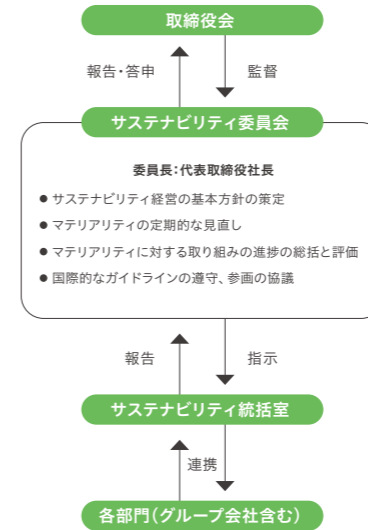 取締役会
報告・答申 監督
サステナビリティ委員会
委員長：代表取締役社長
● サステナビリティ経営の基本方針の策定
● マテリアリティの定期的な見直し
● マテリアリティに対する取り組みの進捗の総括と評価
● 国際的なガイドラインの遵守、参画の協議
報告 指示
サステナビリティ統括室
連携
各部門（グループ会社含む）